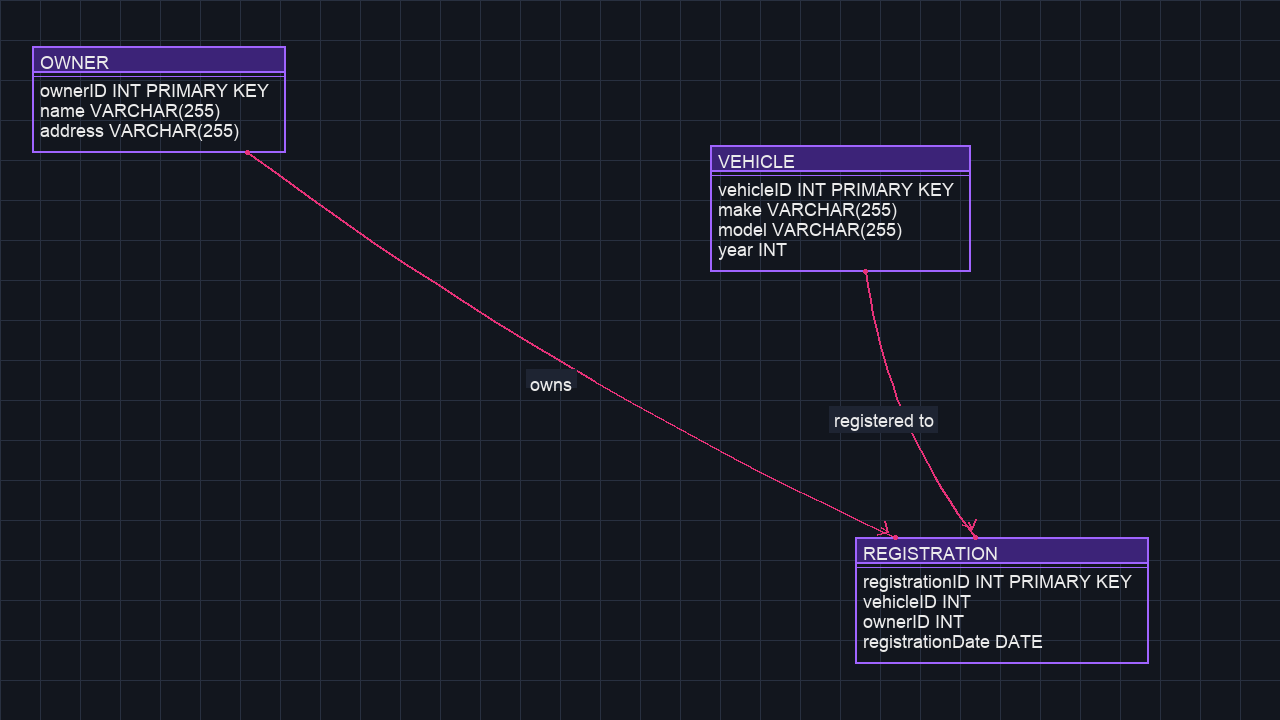 OWNER
ownerID INT PRIMARY KEY
name VARCHAR(255)
address VARCHAR(255)
VEHICLE
vehicleID INT PRIMARY KEY
make VARCHAR(255)
model VARCHAR(255)
year INT
owns
registered to
REGISTRATION
registrationID INT PRIMARY KEY
vehicleID INT
ownerID INT
registrationDate DATE